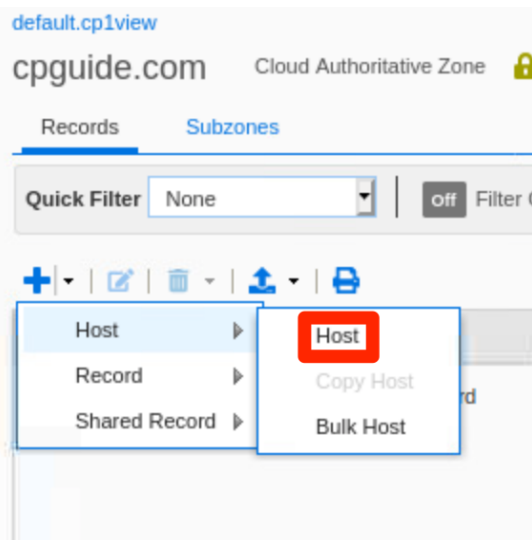 default.cp1view
cpguide.com Cloud Authoritative Zone
Records Subzones
Quick Filter None Off Filter
Host
Record
Shared Record
Host
Copy Host
Bulk Host